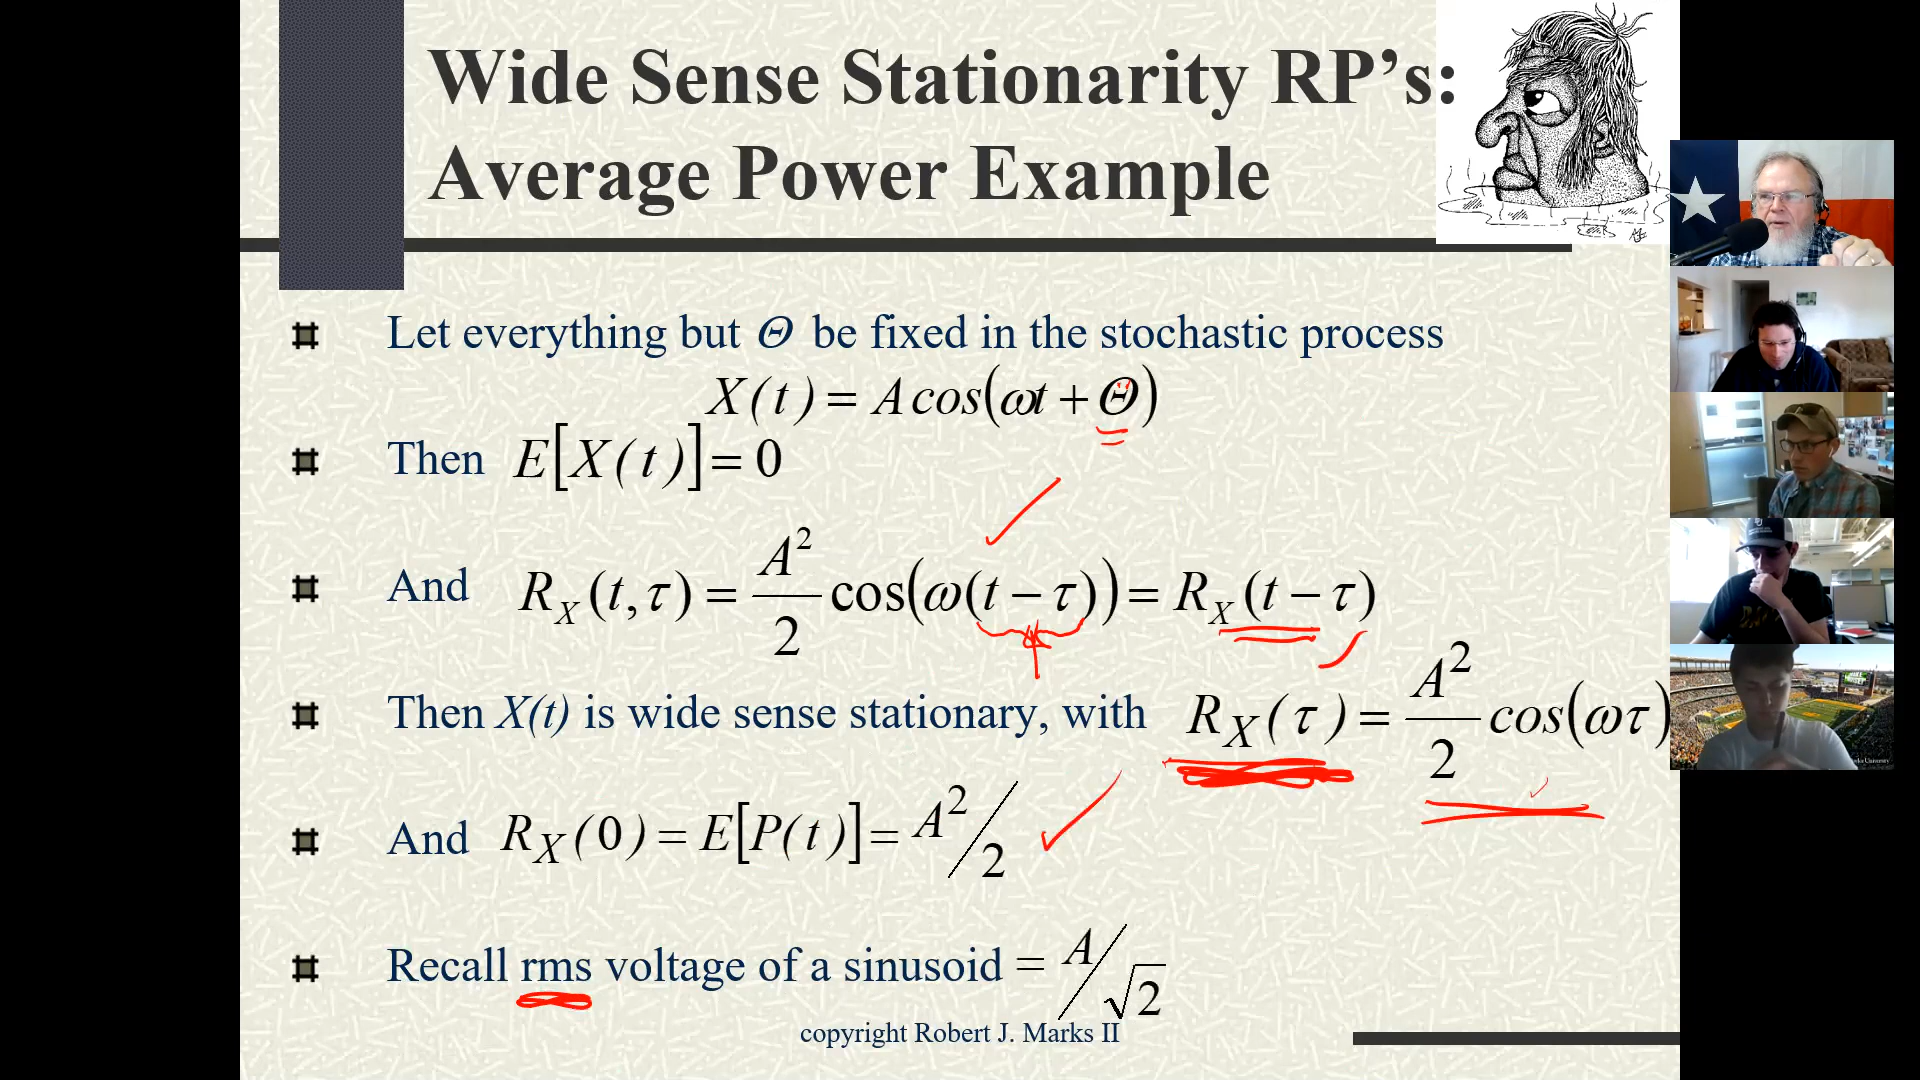 Wide Sense Stationarity RP's:
Average Power Example
Let everything but Θ be fixed in the stochastic process
X(t) = A cos(ωt + Θ)
Then E[X(t)] = 0
And R_X(t,τ) = A²/2 cos(ω(t − τ)) = R_X(t − τ)
Then X(t) is wide sense stationary, with R_X(τ) = A²/2 cos(ωτ)
And R_X(0) = E[P(t)] = A²/2
Recall rms voltage of a sinusoid = A/√2
copyright Robert J. Marks II